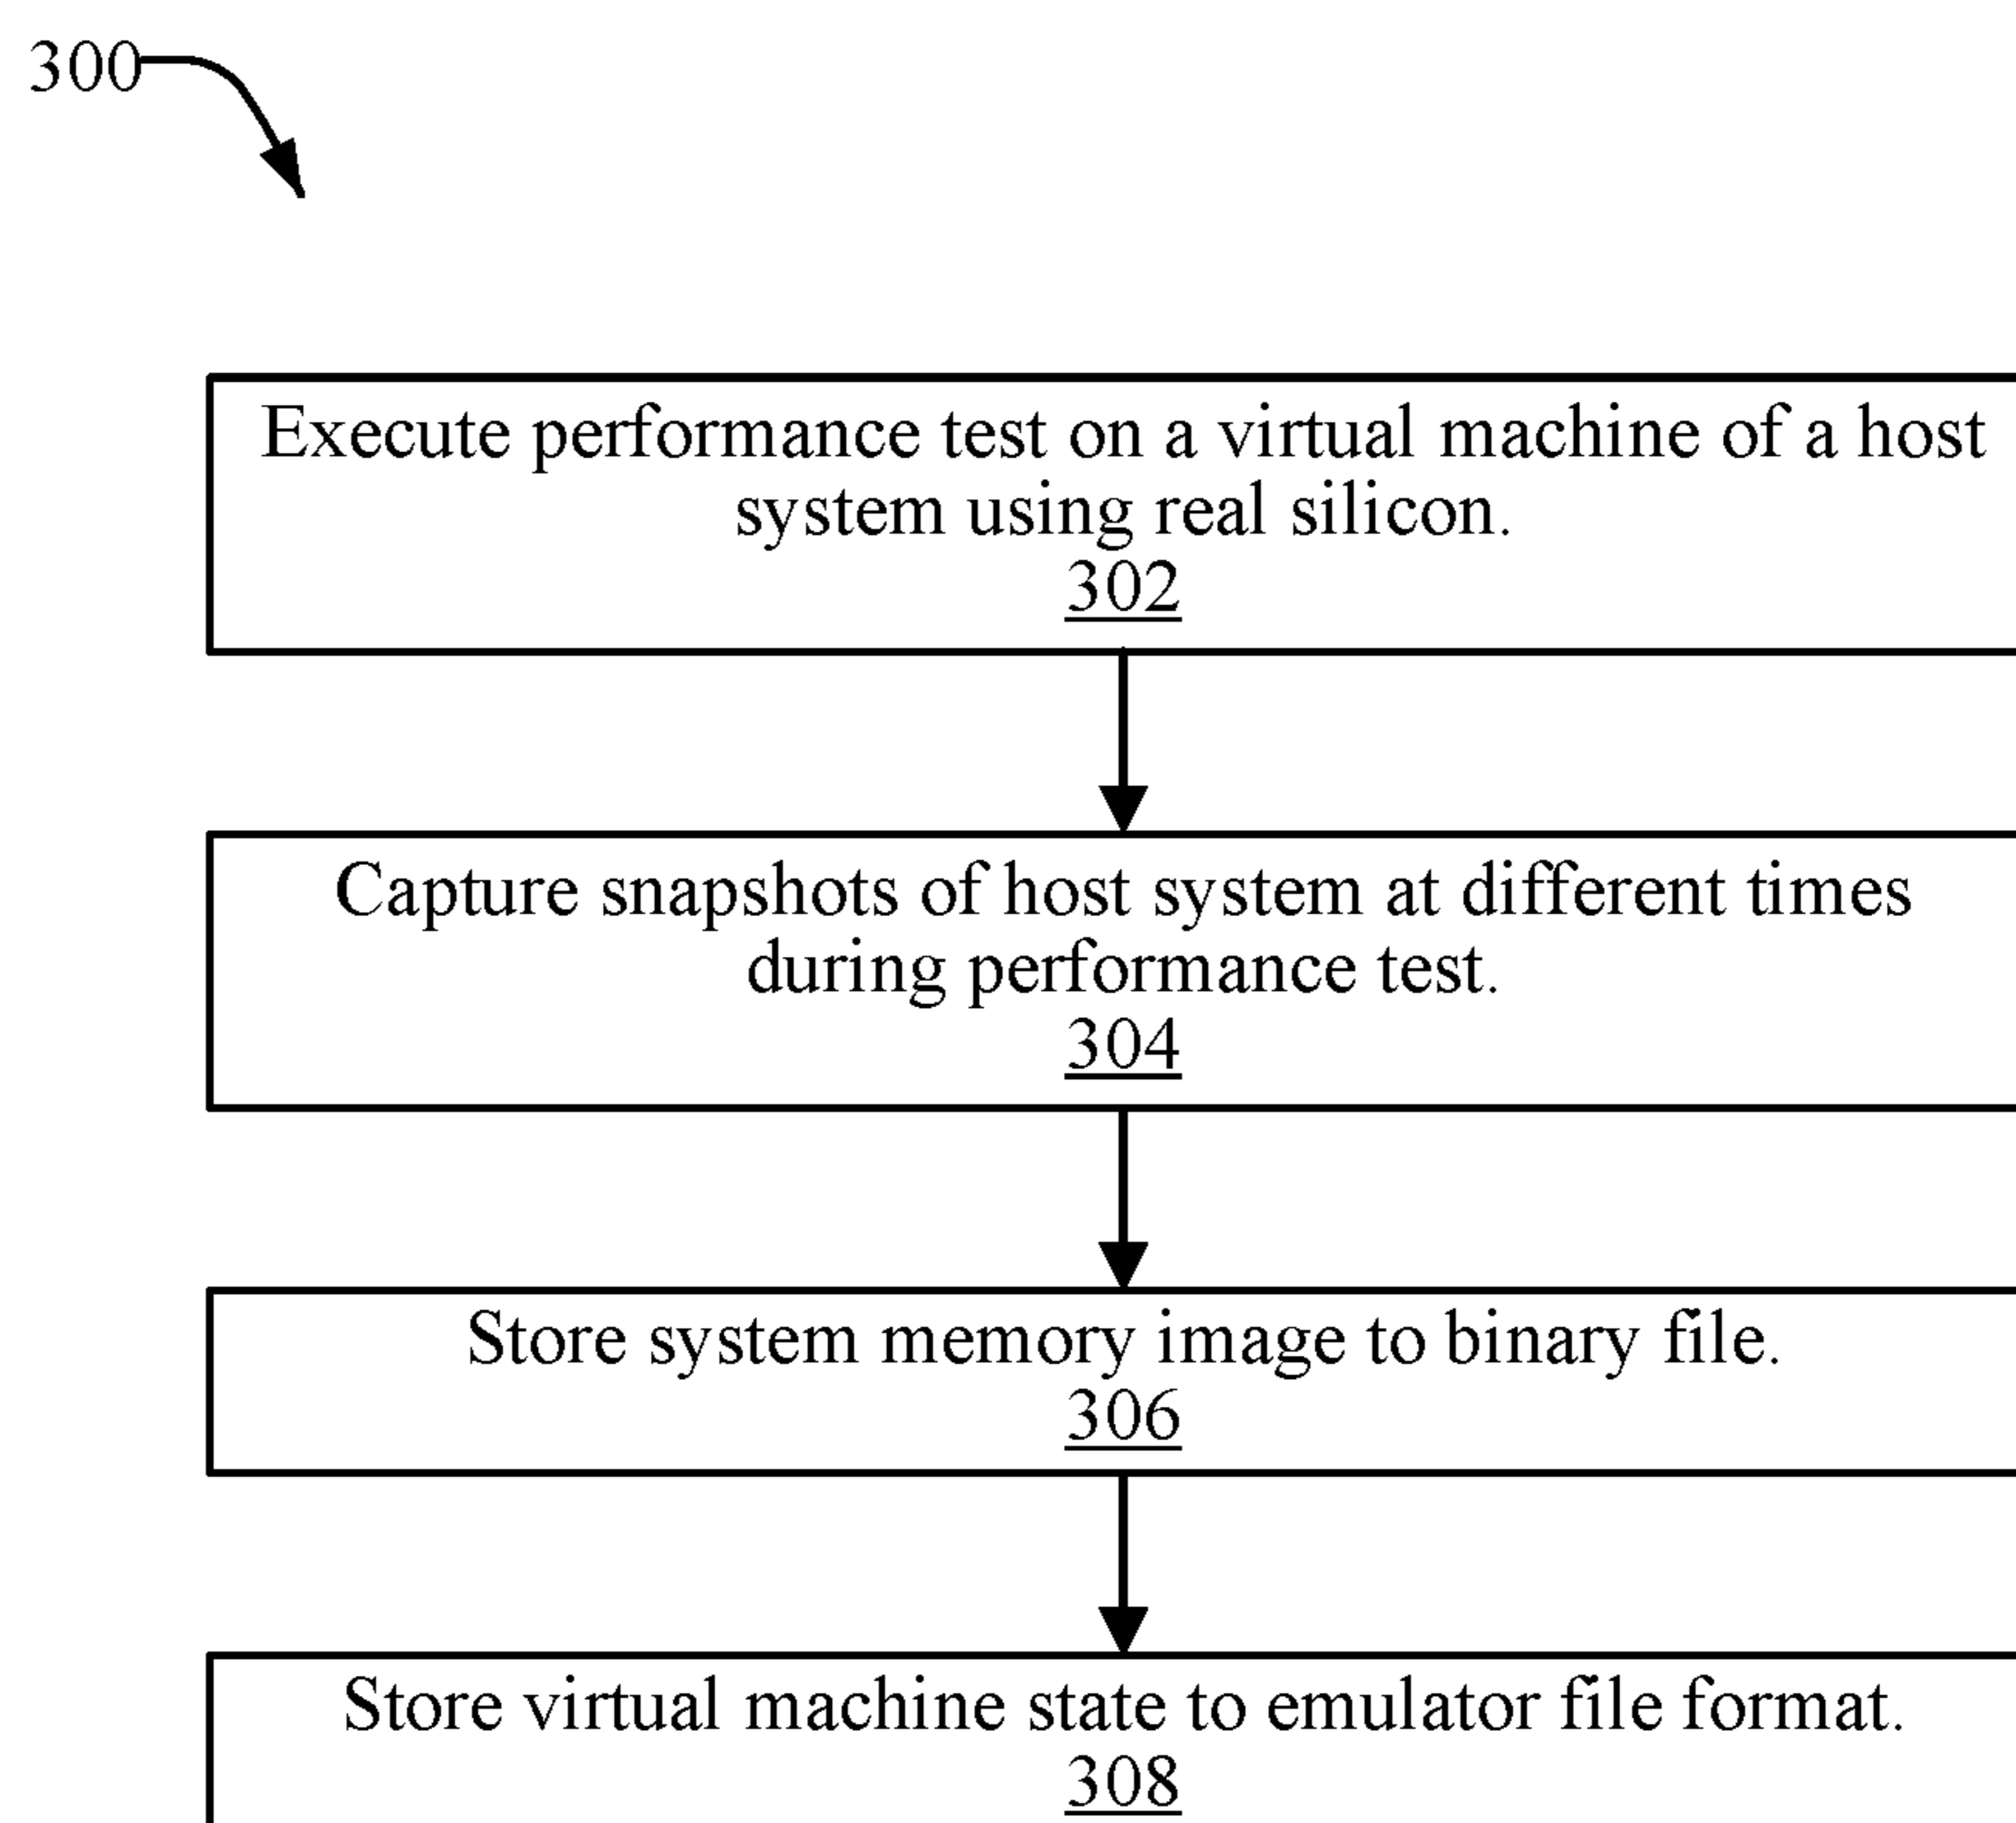 300
Execute performance test on a virtual machine of a host
system using real silicon.
302
Capture snapshots of host system at different times
during performance test.
304
Store system memory image to binary file.
306
Store virtual machine state to emulator file format.
308